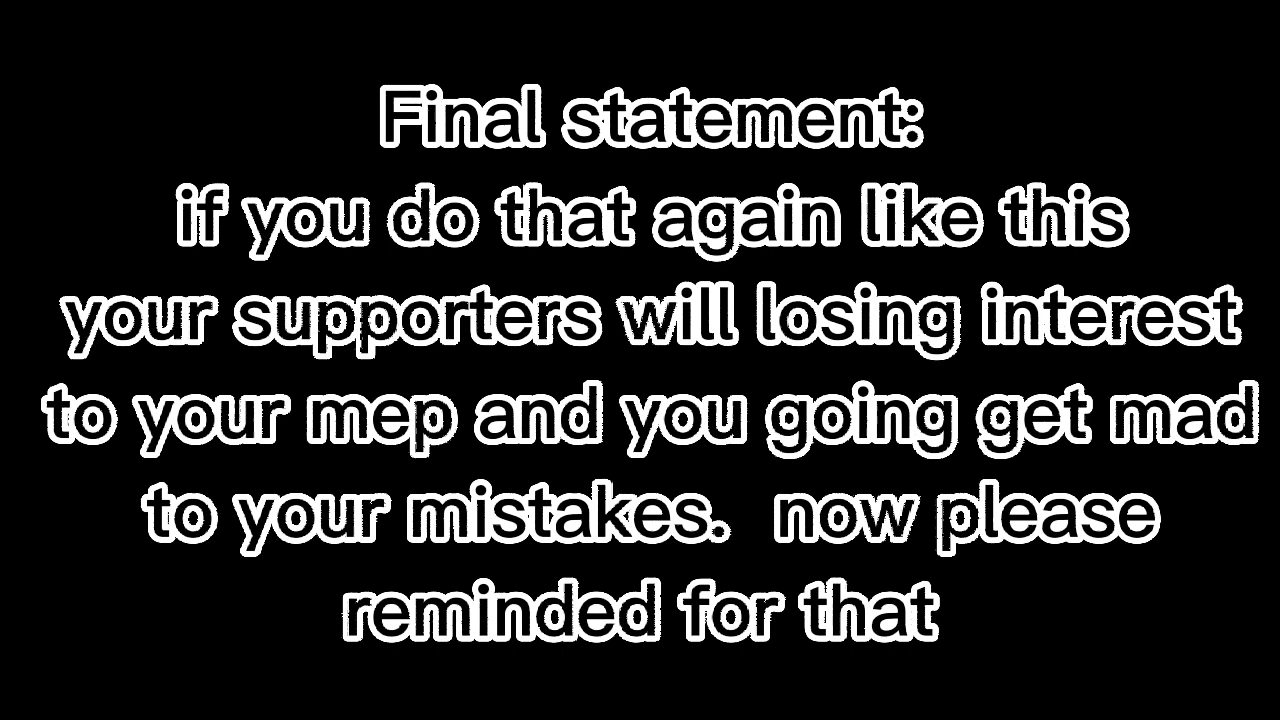 Final statement:
if you do that again like this
your supporters will losing interest
to your mep and you going get mad
to your mistakes.  now please
reminded for that